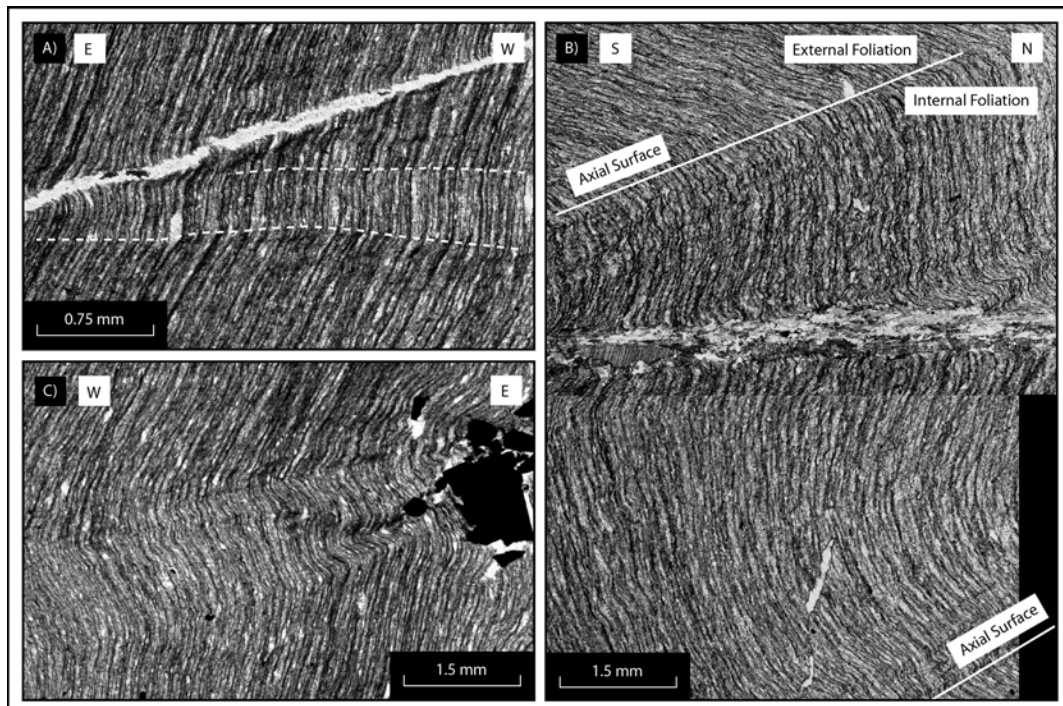 A) E W
0.75 mm
B) S N
External Foliation
Internal Foliation
Axial Surface
Axial Surface
1.5 mm
C) W E
1.5 mm